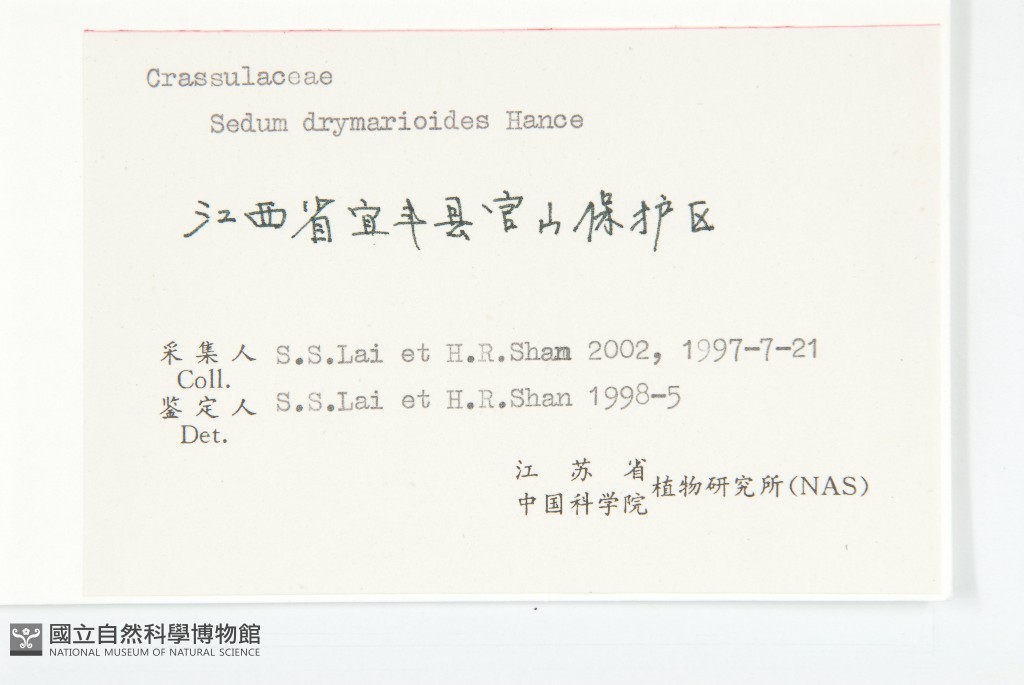 Crassulaceae
Sedum drymarioides Hance
江西省宜丰县官山保护区
采集人 S.S.Lai et H.R.Shan 2002, 1997-7-21
Coll.
鉴定人 S.S.Lai et H.R.Shan 1998-5
Det.
江苏省
中国科学院 植物研究所(NAS)
國立自然科學博物館
NATIONAL MUSEUM OF NATURAL SCIENCE